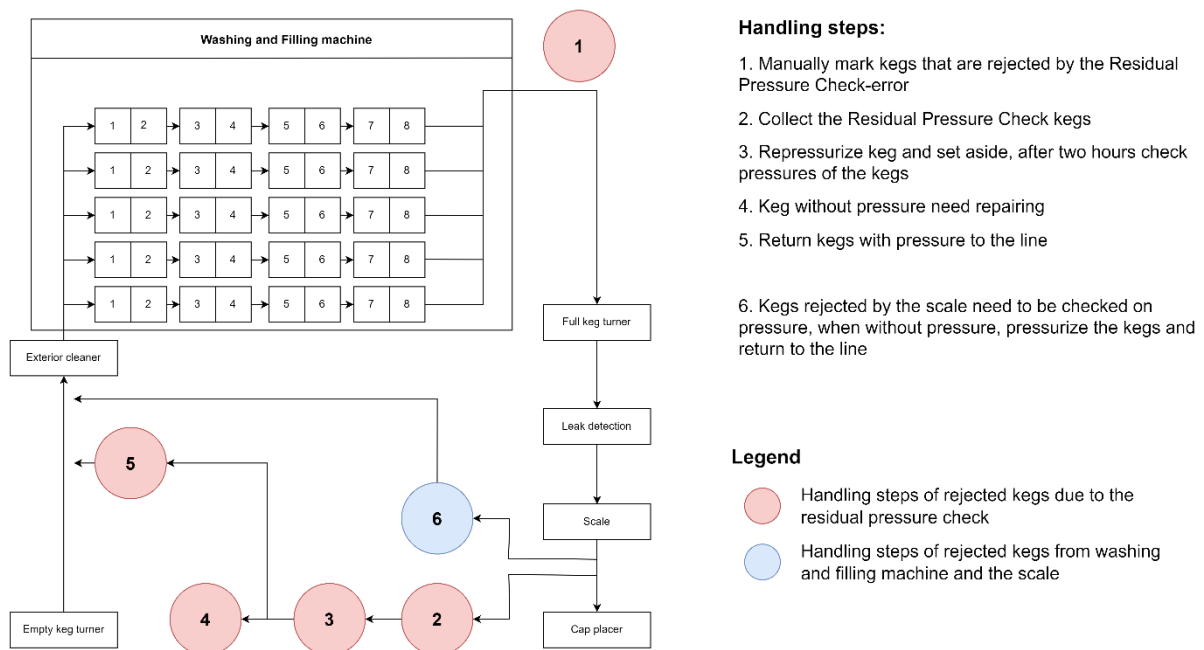 Washing and Filling machine
1
1 2 3 4 5 6 7 8
1 2 3 4 5 6 7 8
1 2 3 4 5 6 7 8
1 2 3 4 5 6 7 8
1 2 3 4 5 6 7 8
Exterior cleaner
Full keg turner
Leak detection
5
6
Scale
4
3
2
Empty keg turner
Cap placer
Handling steps:
1. Manually mark kegs that are rejected by the Residual
Pressure Check-error
2. Collect the Residual Pressure Check kegs
3. Repressurize keg and set aside, after two hours check
pressures of the kegs
4. Keg without pressure need repairing
5. Return kegs with pressure to the line
6. Kegs rejected by the scale need to be checked on
pressure, when without pressure, pressurize the kegs and
return to the line
Legend
Handling steps of rejected kegs due to the
residual pressure check
Handling steps of rejected kegs from washing
and filling machine and the scale